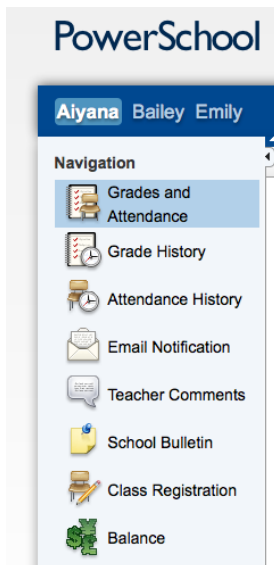 PowerSchool
Aiyana Bailey Emily
Navigation
Grades and
Attendance
Grade History
Attendance History
Email Notification
Teacher Comments
School Bulletin
Class Registration
Balance